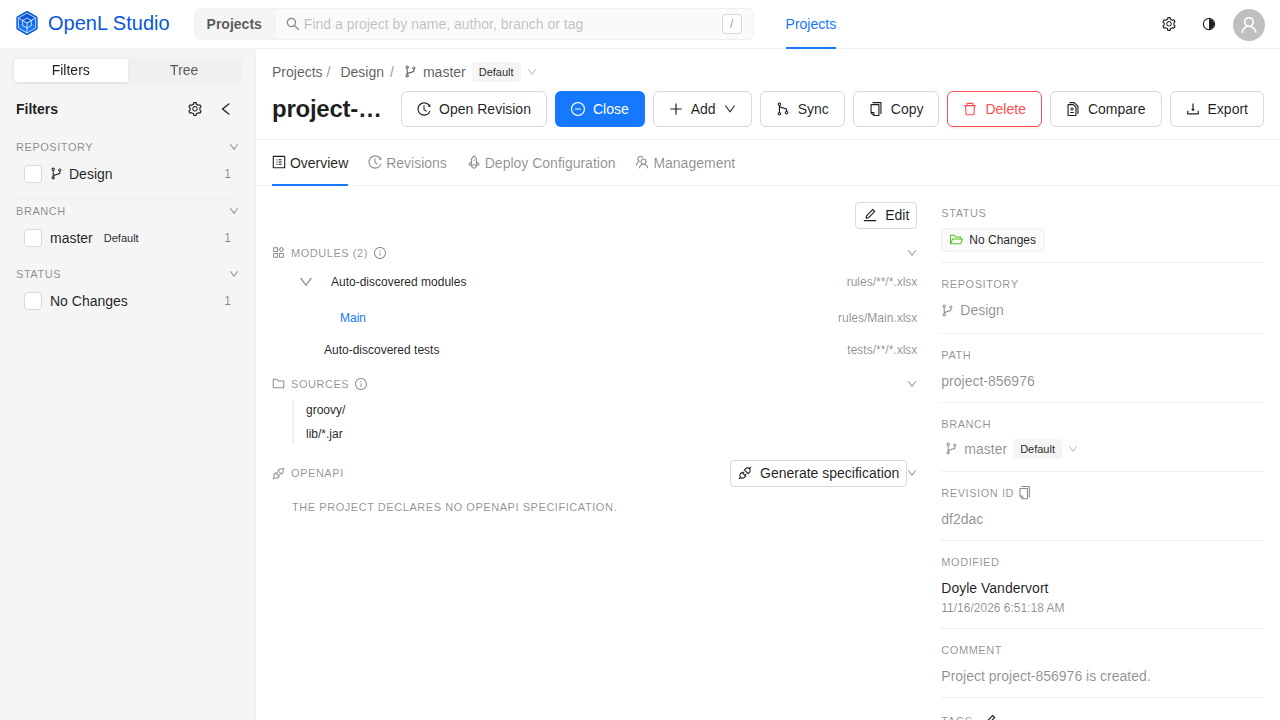 OpenL Studio
Projects
Find a project by name, author, branch or tag
/
Projects
Filters
Tree
Filters
REPOSITORY
Design
1
BRANCH
master Default
1
STATUS
No Changes
1
Projects / Design / master Default
project-...
Open Revision
Close
Add
Sync
Copy
Delete
Compare
Export
Overview
Revisions
Deploy Configuration
Management
Edit
MODULES (2)
Auto-discovered modules
rules/**/*.xlsx
Main
rules/Main.xlsx
Auto-discovered tests
tests/**/*.xlsx
SOURCES
groovy/
lib/*.jar
OPENAPI
Generate specification
THE PROJECT DECLARES NO OPENAPI SPECIFICATION.
STATUS
No Changes
REPOSITORY
Design
PATH
project-856976
BRANCH
master Default
REVISION ID
df2dac
MODIFIED
Doyle Vandervort
11/16/2026 6:51:18 AM
COMMENT
Project project-856976 is created.
TAGS